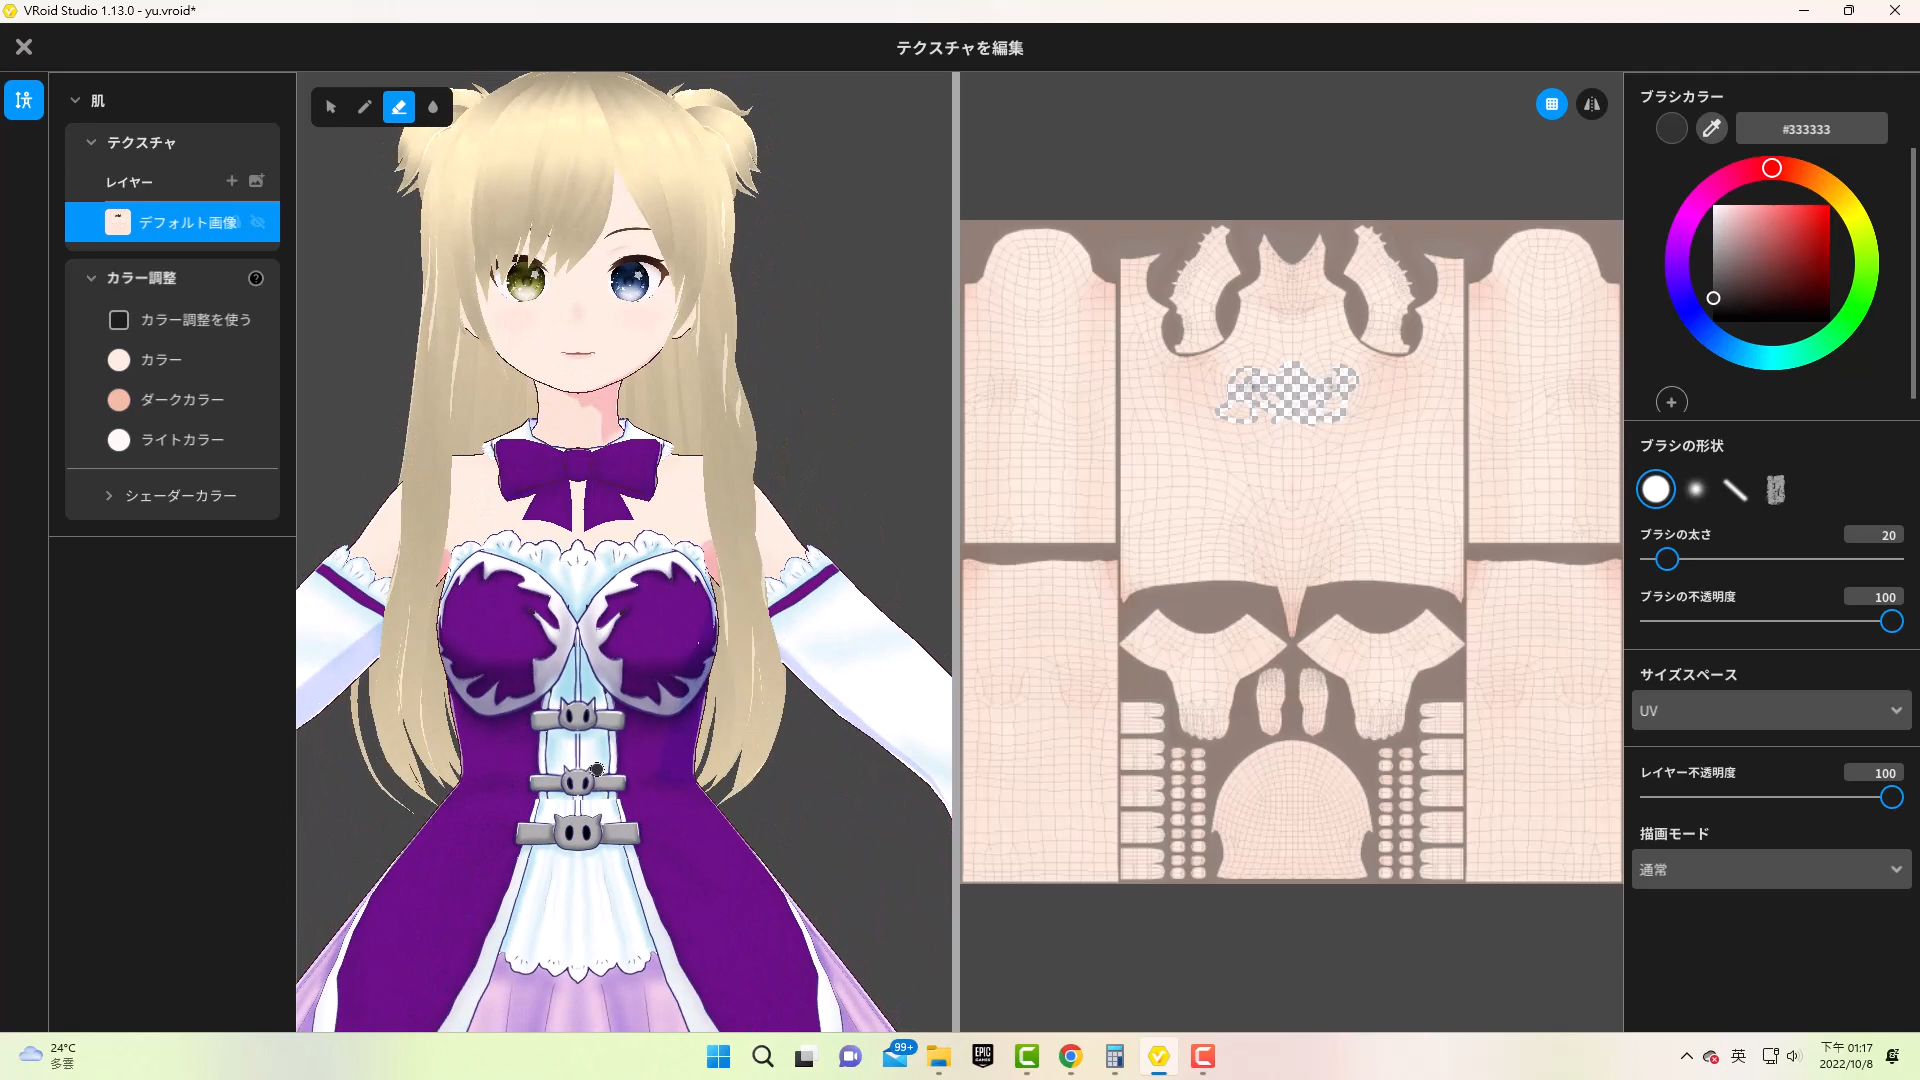 VRoid Studio 1.13.0 - yu.vroid*
テクスチャを編集
肌
テクスチャ
レイヤー
デフォルト画像
カラー調整
カラー調整を使う
カラー
ダークカラー
ライトカラー
シェーダーカラー
ブラシカラー
#333333
ブラシの形状
ブラシの太さ
20
ブラシの不透明度
100
サイズスペース
UV
レイヤー不透明度
100
描画モード
通常
24°C
多雲
99+
EPIC
GAMES
英
下午 01:17
2022/10/8